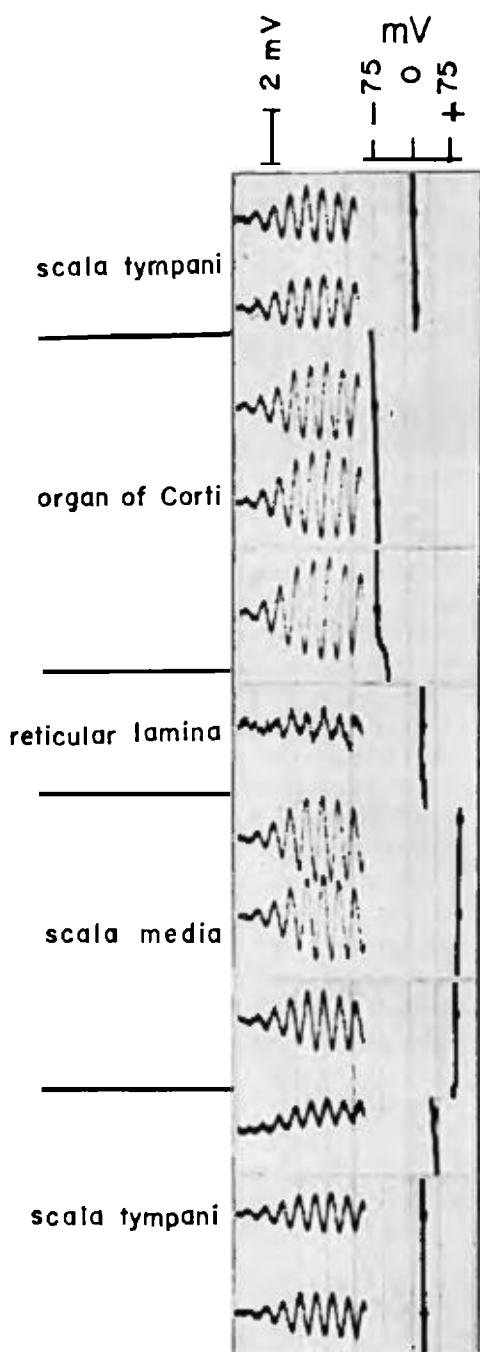 2 mV
mV
−75
0
+75
scala tympani
organ of Corti
reticular lamina
scala media
scala tympani